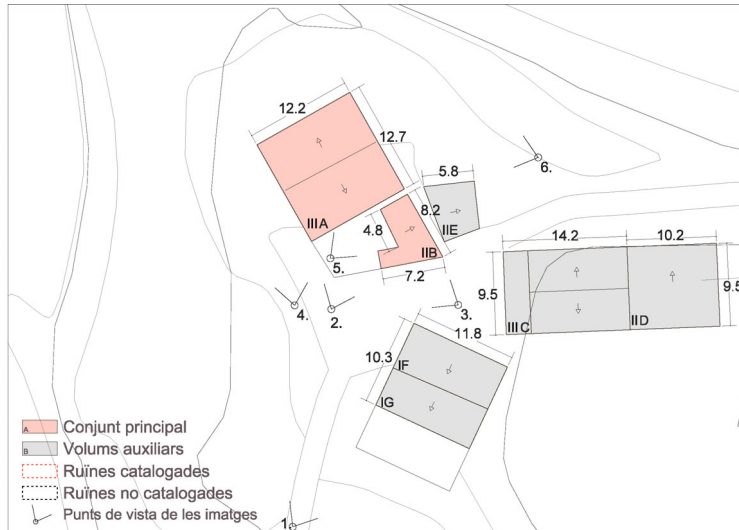 12.2
12.7
6.
5.8
8.2
IIIA
4.8
IIE
IIB
14.2
10.2
5.
7.2
9.5
9.5
4.
2.
3.
IIIC
IID
11.8
10.3
IF
IG
A Conjunt principal
B Volums auxiliars
Ruïnes catalogades
Ruïnes no catalogades
Punts de vista de les imatges
1.